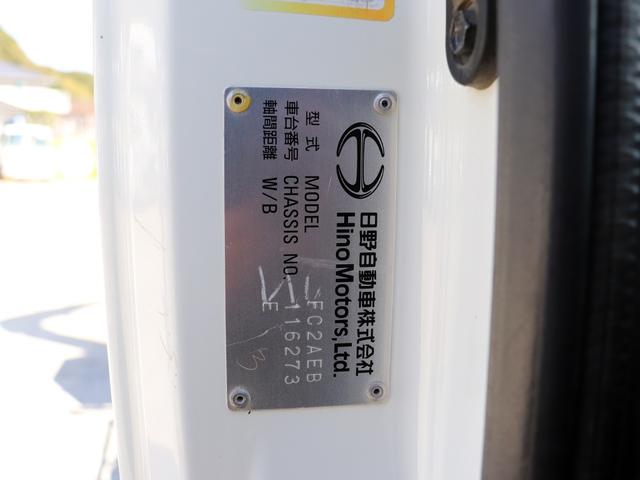 日野自動車株式会社
Hino Motors, Ltd.
型式 MODEL FC2AEB
車台番号 CHASSIS NO. 116273
軸間距離 W/B E
3